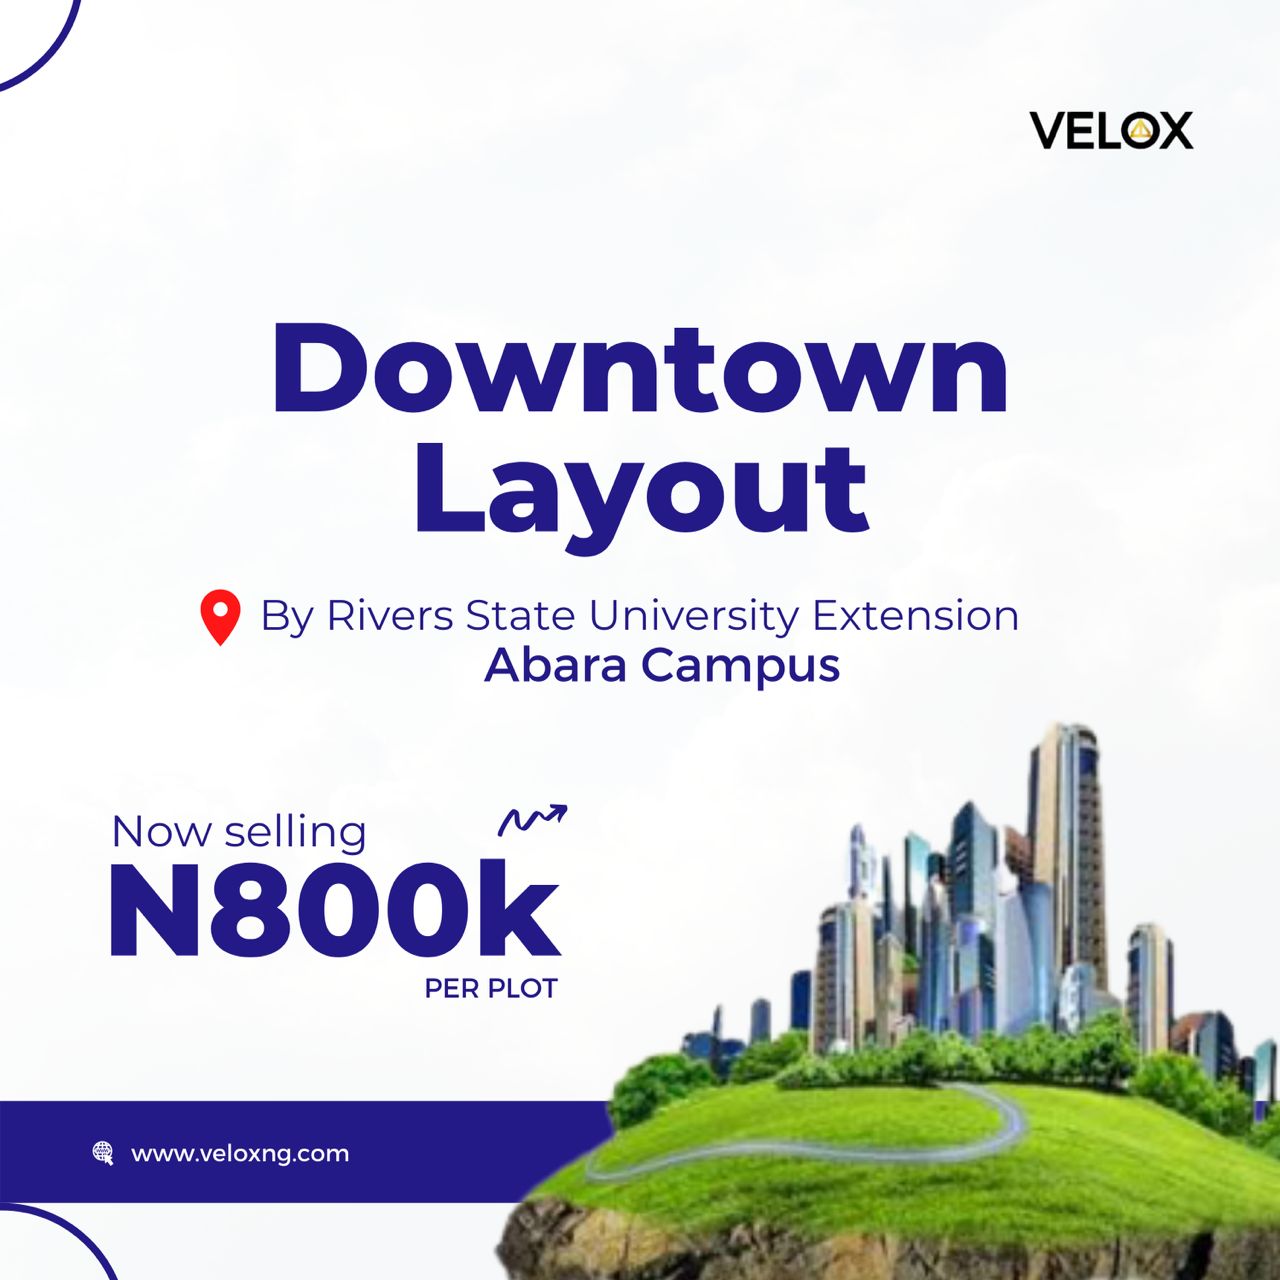 VELOX
Downtown
Layout
By Rivers State University Extension
Abara Campus
Now selling
N800k
PER PLOT
www.veloxng.com